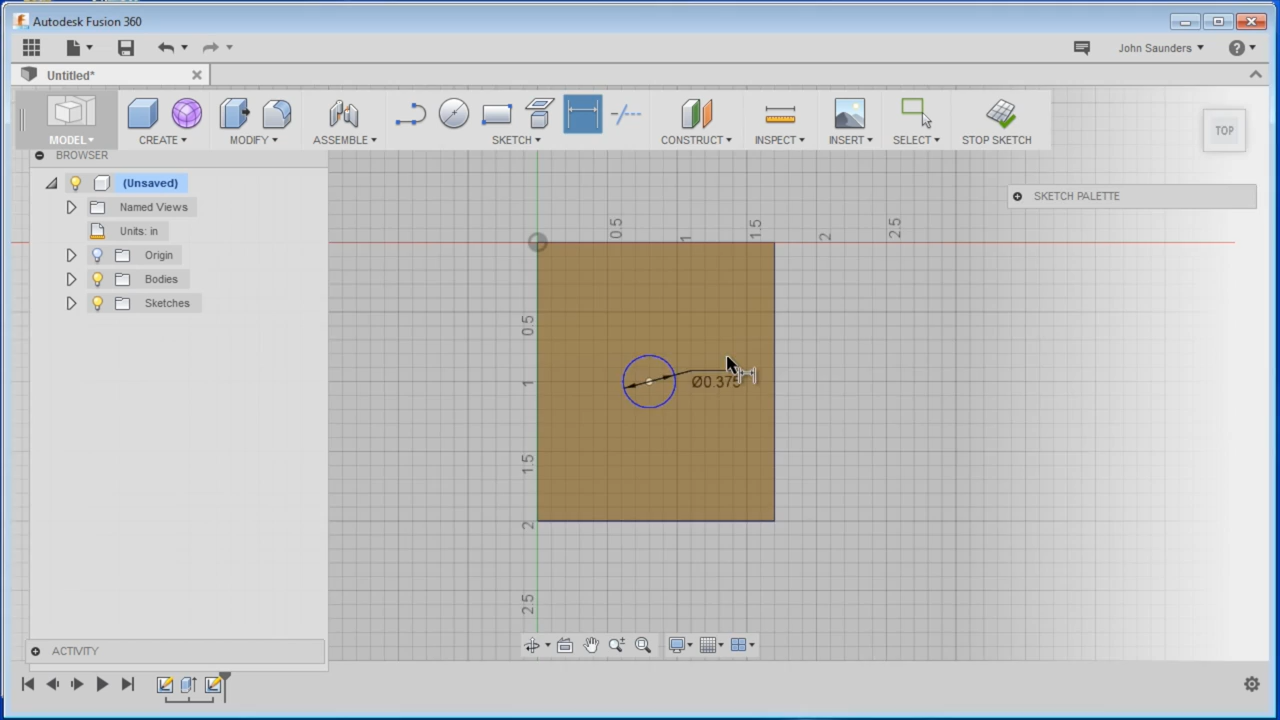 Autodesk Fusion 360
John Saunders
Untitled*
MODEL
CREATE
MODIFY
ASSEMBLE
SKETCH
CONSTRUCT
INSPECT
INSERT
SELECT
STOP SKETCH
TOP
BROWSER
(Unsaved)
Named Views
Units: in
Origin
Bodies
Sketches
SKETCH PALETTE
0.5
1
1.5
2
2.5
0.5
1
1.5
2
2.5
Ø0.375
ACTIVITY